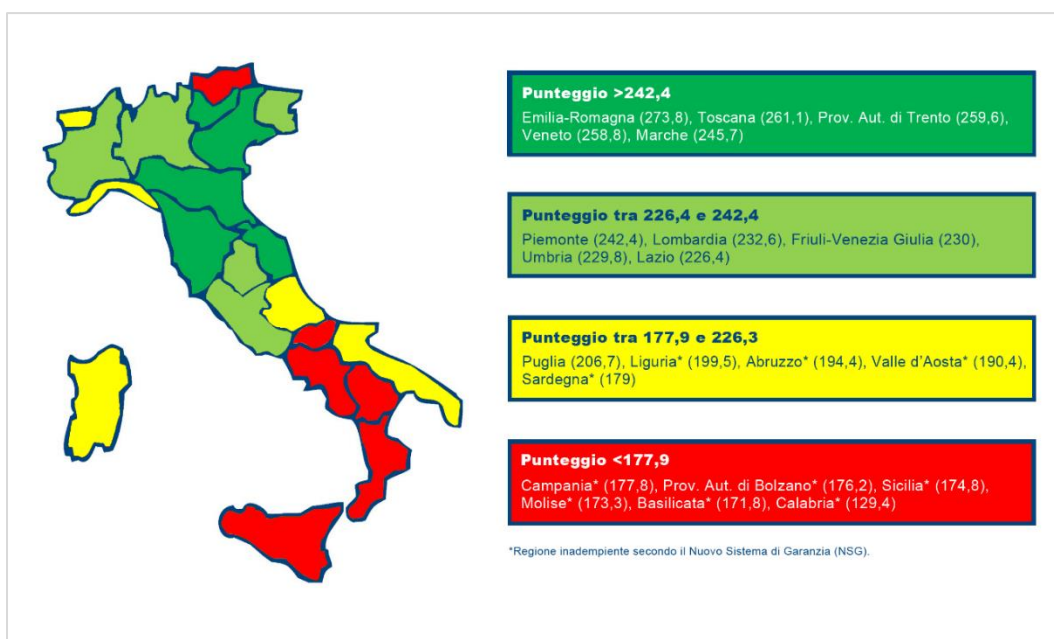 Punteggio >242,4
Emilia-Romagna (273,8), Toscana (261,1), Prov. Aut. di Trento (259,6),
Veneto (258,8), Marche (245,7)
Punteggio tra 226,4 e 242,4
Piemonte (242,4), Lombardia (232,6), Friuli-Venezia Giulia (230),
Umbria (229,8), Lazio (226,4)
Punteggio tra 177,9 e 226,3
Puglia (206,7), Liguria* (199,5), Abruzzo* (194,4), Valle d'Aosta* (190,4),
Sardegna* (179)
Punteggio <177,9
Campania* (177,8), Prov. Aut. di Bolzano* (176,2), Sicilia* (174,8),
Molise* (173,3), Basilicata* (171,8), Calabria* (129,4)
*Regione inadempiente secondo il Nuovo Sistema di Garanzia (NSG).